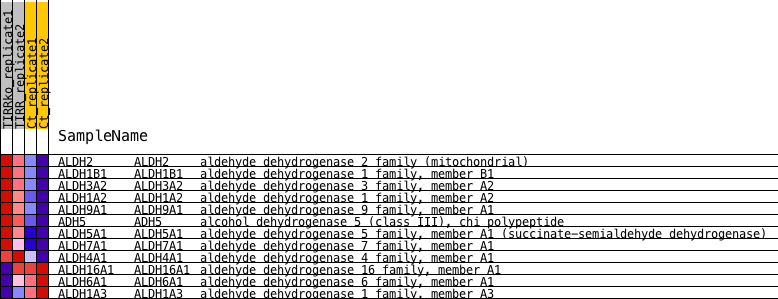 TIRRko_replicate1
TIRR_replicate2
Ct_replicate1
Ct_replicate2
SampleName
ALDH2 ALDH2 aldehyde dehydrogenase 2 family (mitochondrial)
ALDH1B1 ALDH1B1 aldehyde dehydrogenase 1 family, member B1
ALDH3A2 ALDH3A2 aldehyde dehydrogenase 3 family, member A2
ALDH1A2 ALDH1A2 aldehyde dehydrogenase 1 family, member A2
ALDH9A1 ALDH9A1 aldehyde dehydrogenase 9 family, member A1
ADH5 ADH5 alcohol dehydrogenase 5 (class III), chi polypeptide
ALDH5A1 ALDH5A1 aldehyde dehydrogenase 5 family, member A1 (succinate-semialdehyde dehydrogenase)
ALDH7A1 ALDH7A1 aldehyde dehydrogenase 7 family, member A1
ALDH4A1 ALDH4A1 aldehyde dehydrogenase 4 family, member A1
ALDH16A1 ALDH16A1 aldehyde dehydrogenase 16 family, member A1
ALDH6A1 ALDH6A1 aldehyde dehydrogenase 6 family, member A1
ALDH1A3 ALDH1A3 aldehyde dehydrogenase 1 family, member A3